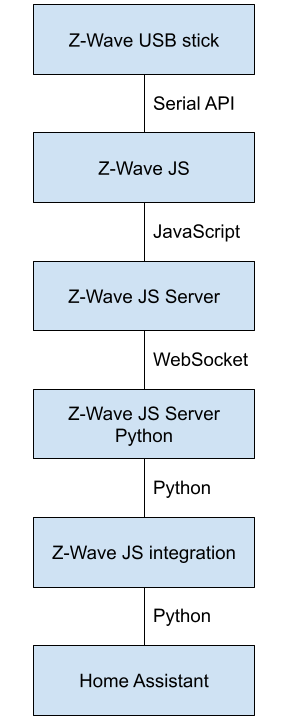 Z-Wave USB stick
Serial API
Z-Wave JS
JavaScript
Z-Wave JS Server
WebSocket
Z-Wave JS Server
Python
Python
Z-Wave JS integration
Python
Home Assistant